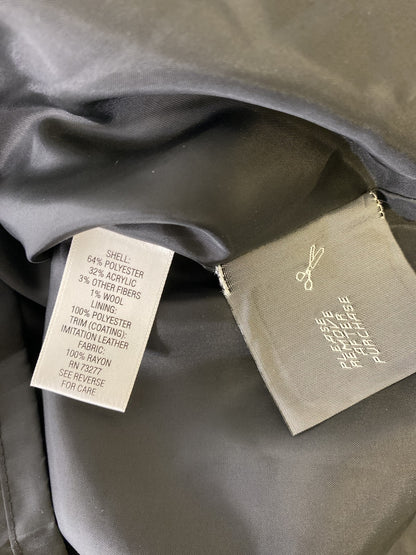 SHELL:
64% POLYESTER
32% ACRYLIC
3% OTHER FIBERS
1% WOOL
LINING:
100% POLYESTER
TRIM (COATING):
IMITATION LEATHER
FABRIC:
100% RAYON
RN 73277
SEE REVERSE
FOR CARE
PLEASE
REMOVE
AFTER
PURCHASE